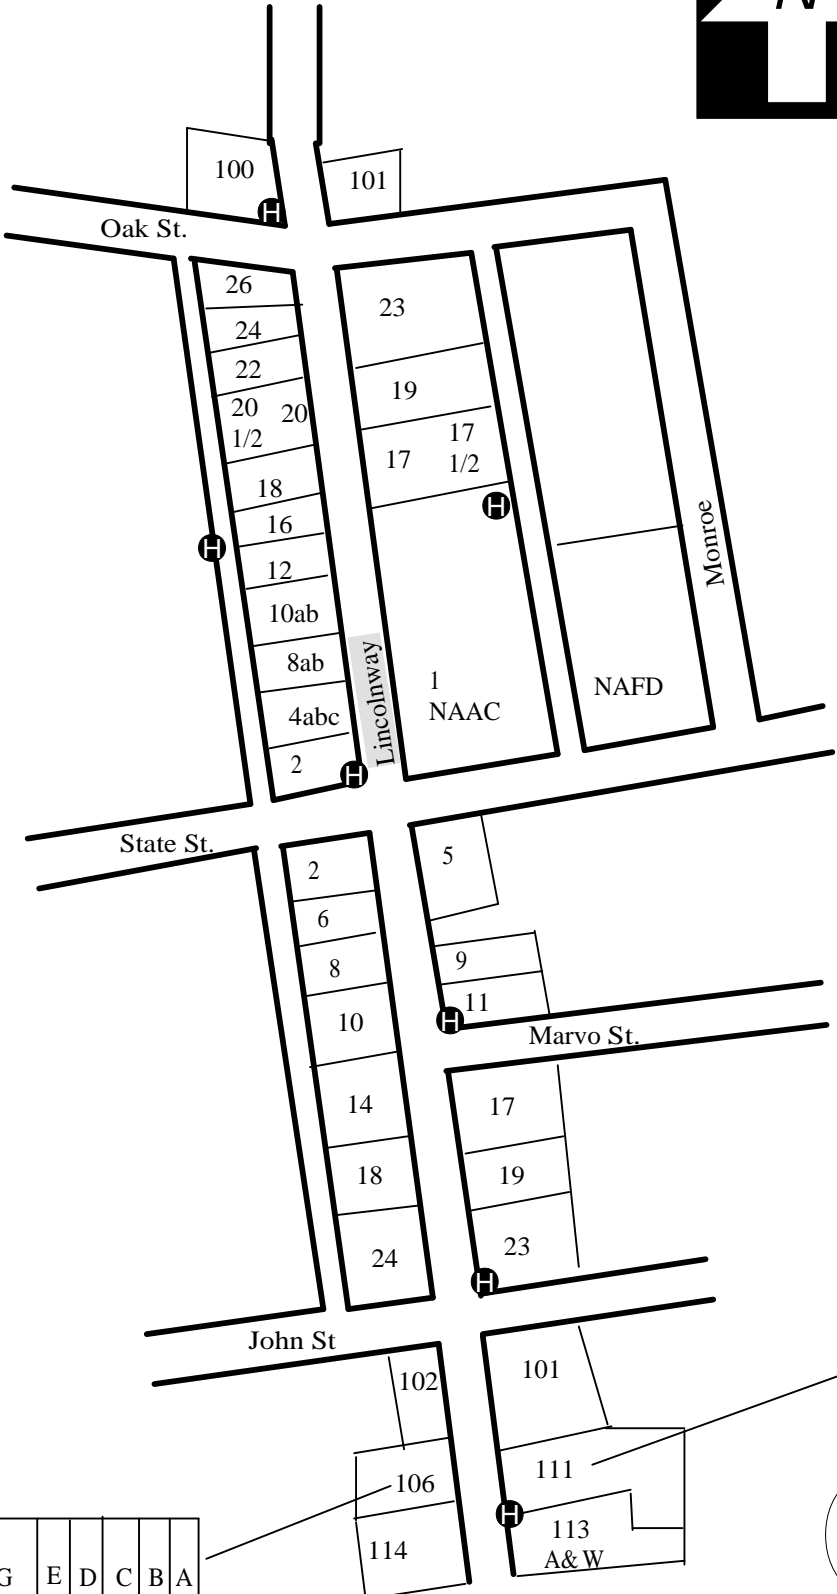 N
100
H
101
Oak St.
26
24
22
20
1/2
20
18
16
12
10ab
8ab
4abc
2
H
H
23
19
17
17
1/2
H
1
NAAC
Lincolnway
NAFD
Monroe
State St.
2
6
8
10
14
18
24
5
9
11
H
Marvo St.
17
19
23
H
John St
102
106
114
101
111
H
113
A&W
G E D C B A